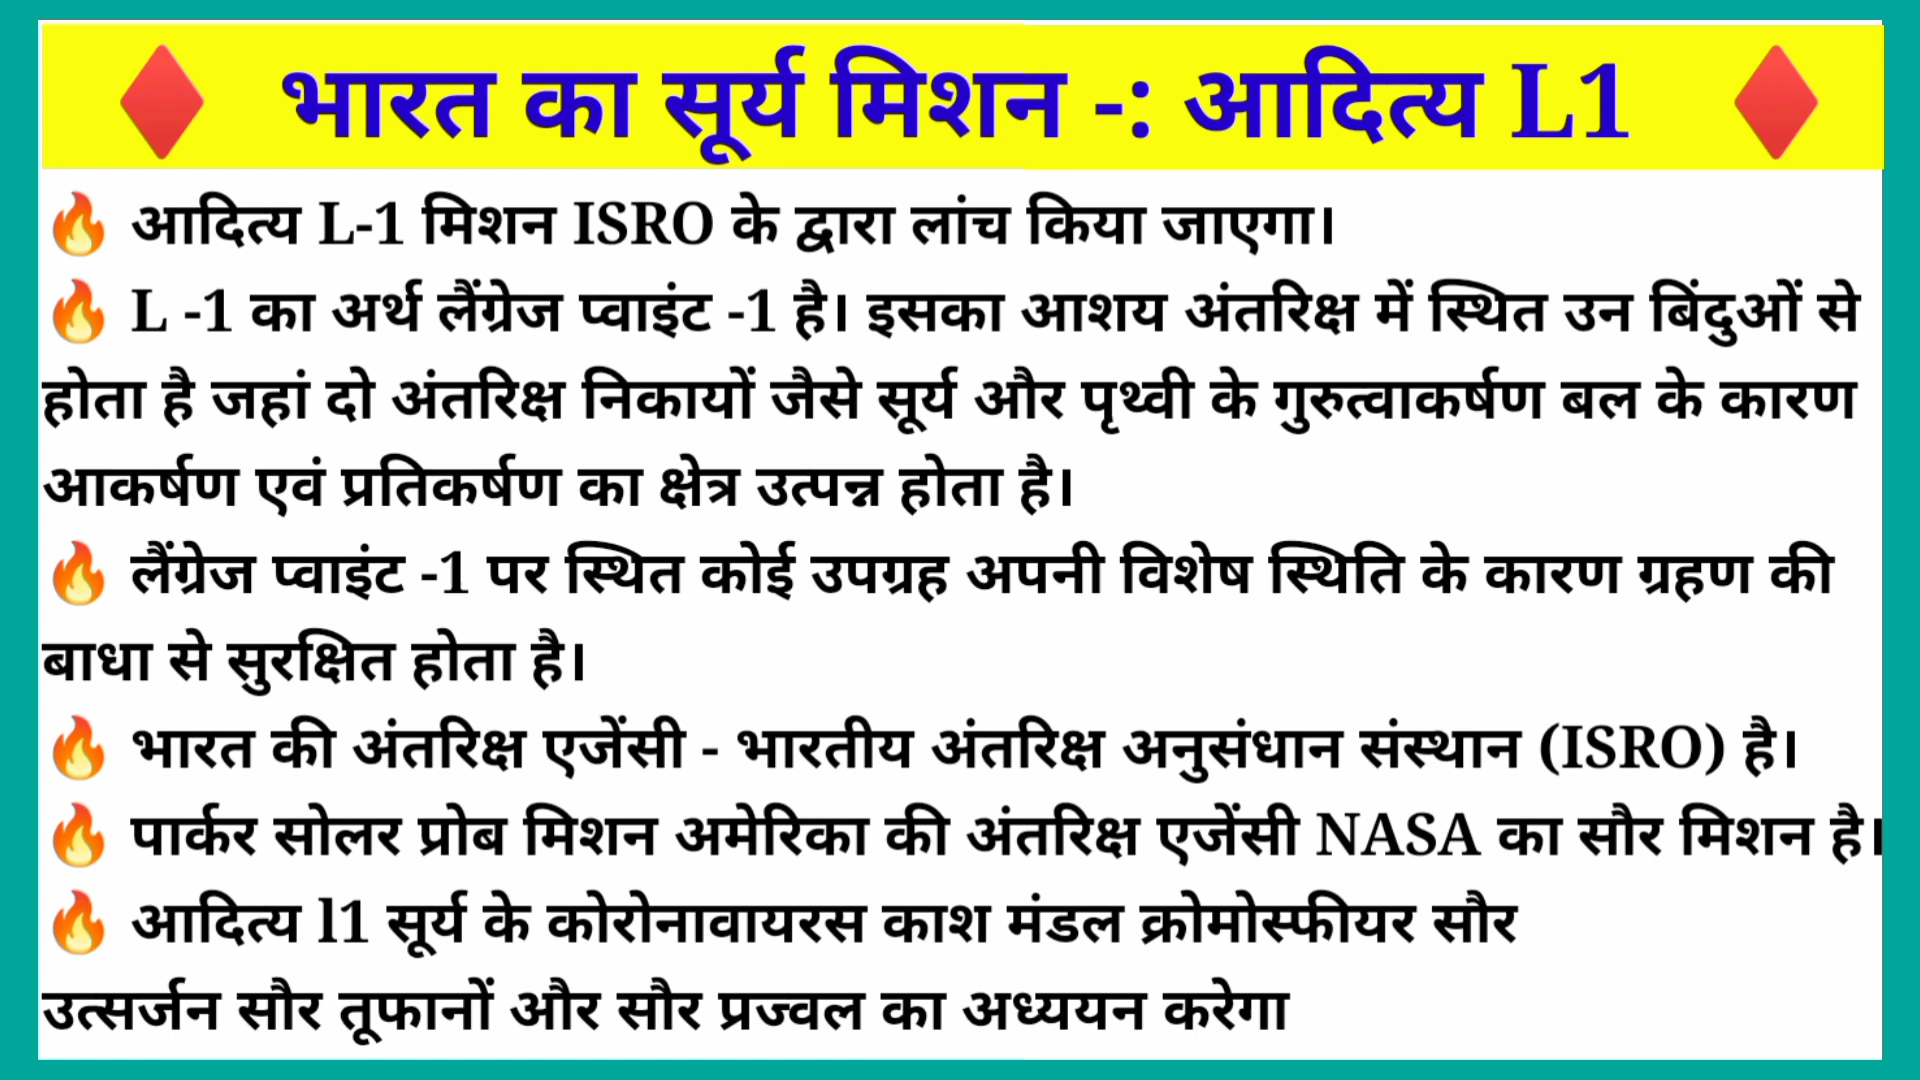 भारत का सूर्य मिशन -: आदित्य L1
आदित्य L-1 मिशन ISRO के द्वारा लांच किया जाएगा।
L -1 का अर्थ लैंग्रेज प्वाइंट -1 है। इसका आशय अंतरिक्ष में स्थित उन बिंदुओं से
होता है जहां दो अंतरिक्ष निकायों जैसे सूर्य और पृथ्वी के गुरुत्वाकर्षण बल के कारण
आकर्षण एवं प्रतिकर्षण का क्षेत्र उत्पन्न होता है।
लैंग्रेज प्वाइंट -1 पर स्थित कोई उपग्रह अपनी विशेष स्थिति के कारण ग्रहण की
बाधा से सुरक्षित होता है।
भारत की अंतरिक्ष एजेंसी - भारतीय अंतरिक्ष अनुसंधान संस्थान (ISRO) है।
पार्कर सोलर प्रोब मिशन अमेरिका की अंतरिक्ष एजेंसी NASA का सौर मिशन है।
आदित्य l1 सूर्य के कोरोनावायरस काश मंडल क्रोमोस्फीयर सौर
उत्सर्जन सौर तूफानों और सौर प्रज्वल का अध्ययन करेगा